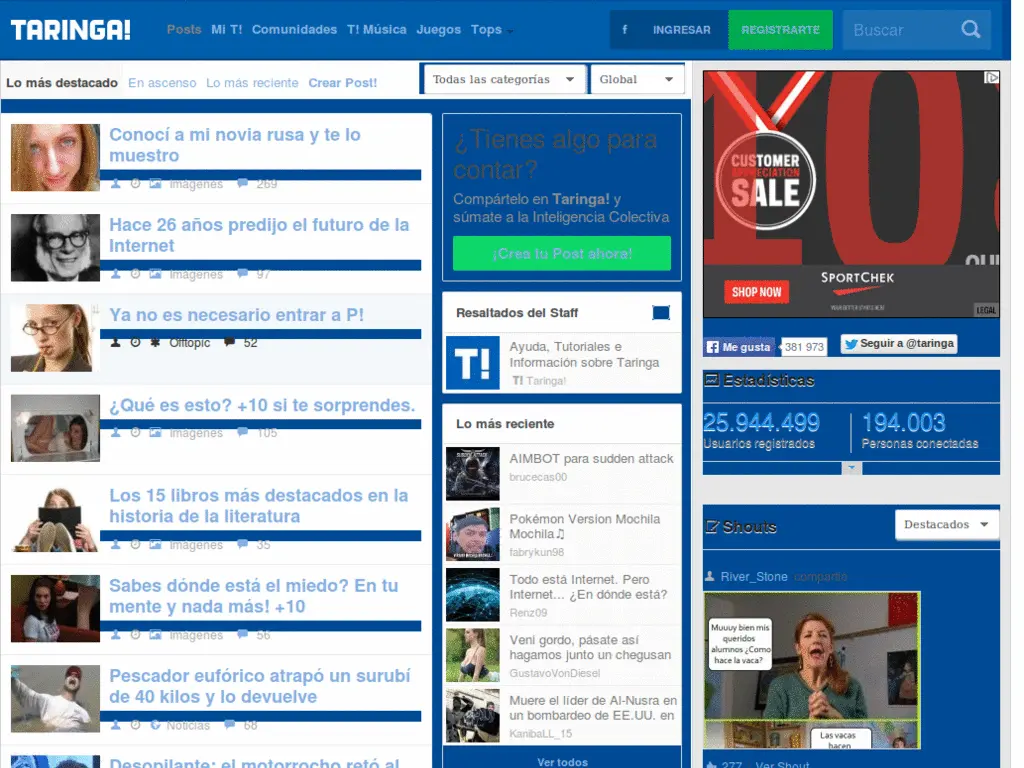 TARINGA!
Posts Mi T! Comunidades T! Música Juegos Tops
f INGRESAR REGISTRARTE Buscar
Lo más destacado En ascenso Lo más reciente Crear Post!
Todas las categorías Global
Conocí a mi novia rusa y te lo
muestro
Imágenes 269
Hace 26 años predijo el futuro de la
Internet
Imágenes 97
Ya no es necesario entrar a P!
Offtopic 52
¿Qué es esto? +10 si te sorprendes.
Imágenes 105
Los 15 libros más destacados en la
historia de la literatura
Imágenes 35
Sabes dónde está el miedo? En tu
mente y nada más! +10
Imágenes 56
Pescador eufórico atrapó un surubí
de 40 kilos y lo devuelve
Noticias 68
Desopilante: el motorrocho retó al
¿Tienes algo para
contar?
Compártelo en Taringa! y
súmate a la Inteligencia Colectiva
¡Crea tu Post ahora!
Resaltados del Staff
T!
Ayuda, Tutoriales e
Información sobre Taringa
T! Taringa!
Lo más reciente
AIMBOT para sudden attack
brucecas00
Pokémon Version Mochila
Mochila♫
fabrykun98
Todo está Internet. Pero
Internet... ¿En dónde está?
Renz09
Vení gordo, pásate así
hagamos junto un chegusan
GustavoVonDiesel
Muere el líder de Al-Nusra en
un bombardeo de EE.UU. en
KanibaLL_15
Ver todos
10
CUSTOMER
APPRECIATION
SALE
OUR
SPORTCHEK
SHOP NOW
LEGAL
Me gusta 381 973 Seguir a @taringa
Estadísticas
25.944.499 194.003
Usuarios registrados Personas conectadas
Shouts Destacados
River_Stone compartió
Muuuy bien mis
queridos
alumnos ¿Como
hace la vaca?
Las vacas
hacen
277 Ver Shout